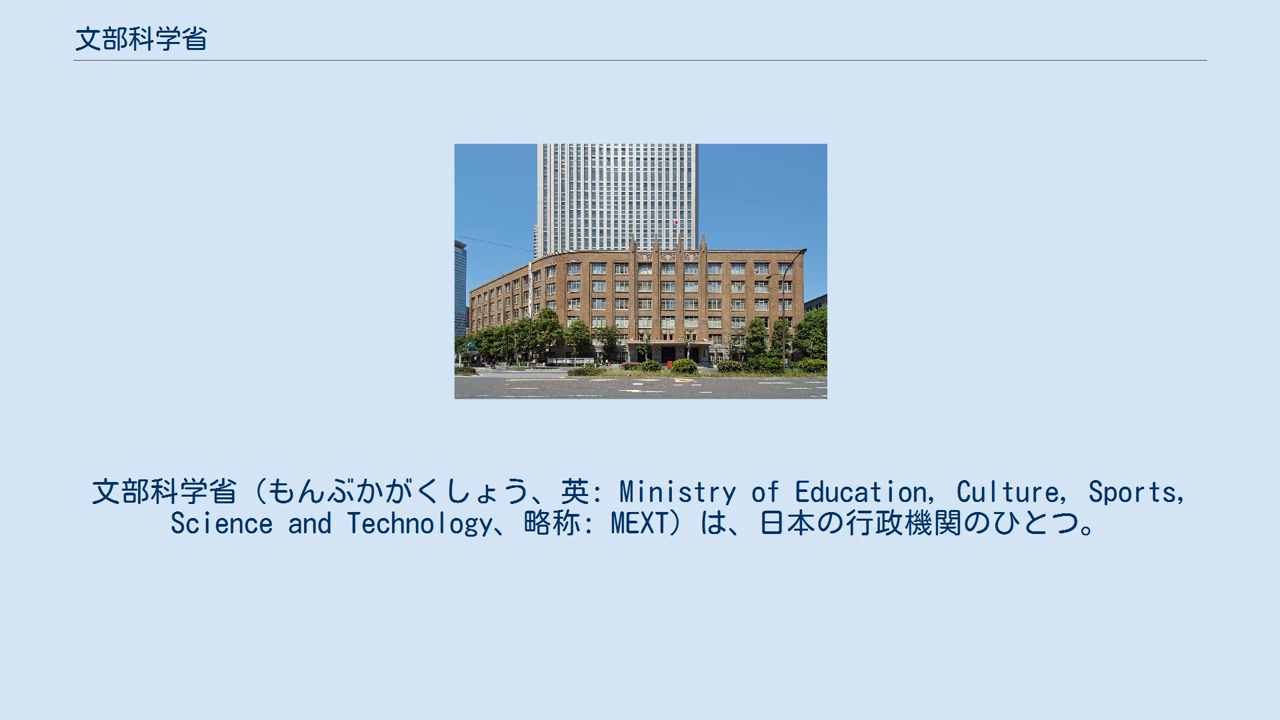 文部科学省
文部科学省（もんぶかがくしょう、英: Ministry of Education, Culture, Sports,
Science and Technology、略称: MEXT）は、日本の行政機関のひとつ。